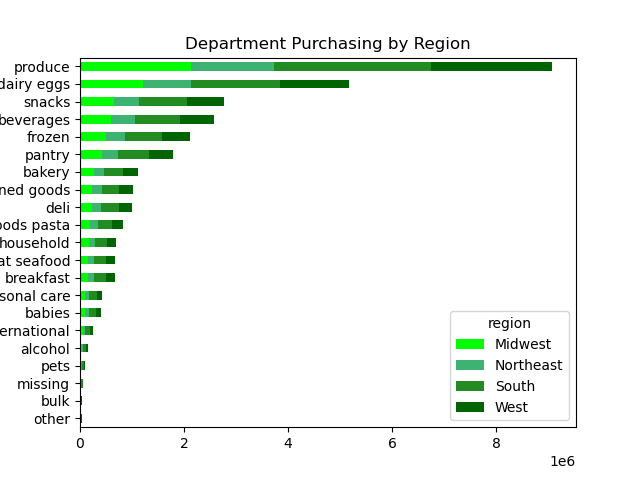 Department Purchasing by Region
produce
dairy eggs
snacks
beverages
frozen
pantry
bakery
ned goods
deli
oods pasta
household
at seafood
breakfast
sonal care
babies
ernational
alcohol
pets
missing
bulk
other
region
Midwest
Northeast
South
West
0 2 4 6 8
1e6